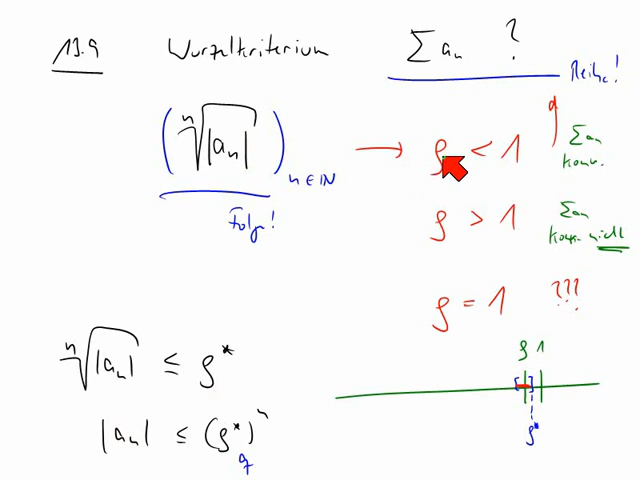 13.9 Wurzelkriterium ∑ aₙ ?
Reihe!
(ⁿ√|aₙ|) n∈ℕ → ρ < 1 ∑aₙ konv.
Folge!
ρ > 1 ∑aₙ konv. nicht
ρ = 1 ???
ⁿ√|aₙ| ≤ ρ*
ρ 1
[ ]
|aₙ| ≤ (ρ*)ⁿ
q
ρ*